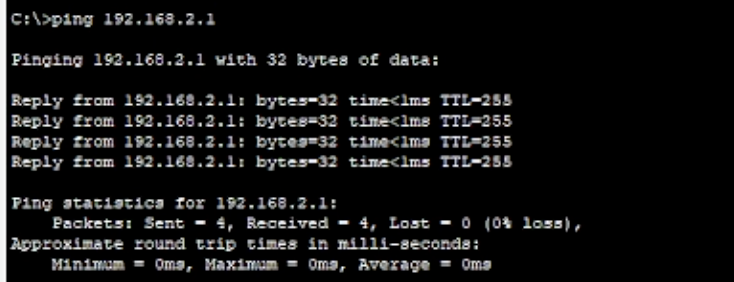 C:\>ping 192.168.2.1
Pinging 192.168.2.1 with 32 bytes of data:
Reply from 192.168.2.1: bytes=32 time<1ms TTL=255
Reply from 192.168.2.1: bytes=32 time<1ms TTL=255
Reply from 192.168.2.1: bytes=32 time<1ms TTL=255
Reply from 192.168.2.1: bytes=32 time<1ms TTL=255
Ping statistics for 192.168.2.1:
Packets: Sent = 4, Received = 4, Lost = 0 (0% loss),
Approximate round trip times in milli-seconds:
Minimum = 0ms, Maximum = 0ms, Average = 0ms